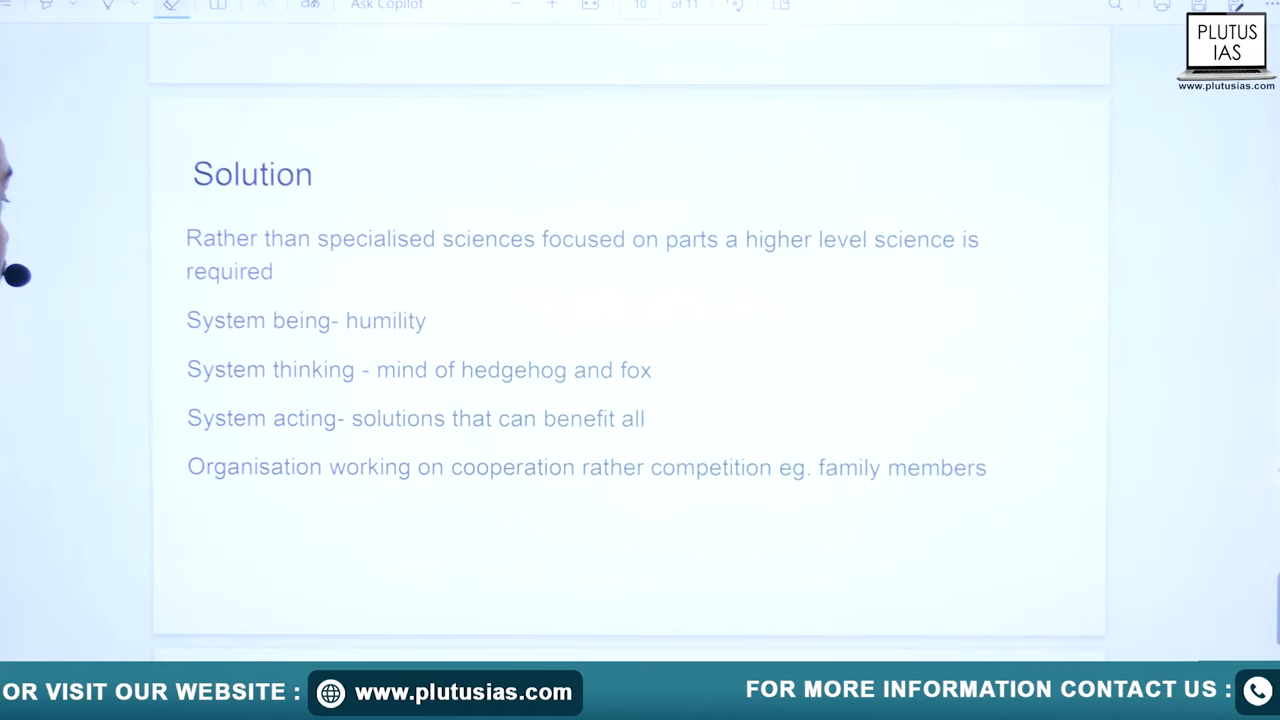 Ask Copilot
10
of 11
PLUTUS
IAS
www.plutusias.com
Solution
Rather than specialised sciences focused on parts a higher level science is
required
System being- humility
System thinking - mind of hedgehog and fox
System acting- solutions that can benefit all
Organisation working on cooperation rather competition eg. family members
OR VISIT OUR WEBSITE :
www.plutusias.com
FOR MORE INFORMATION CONTACT US :